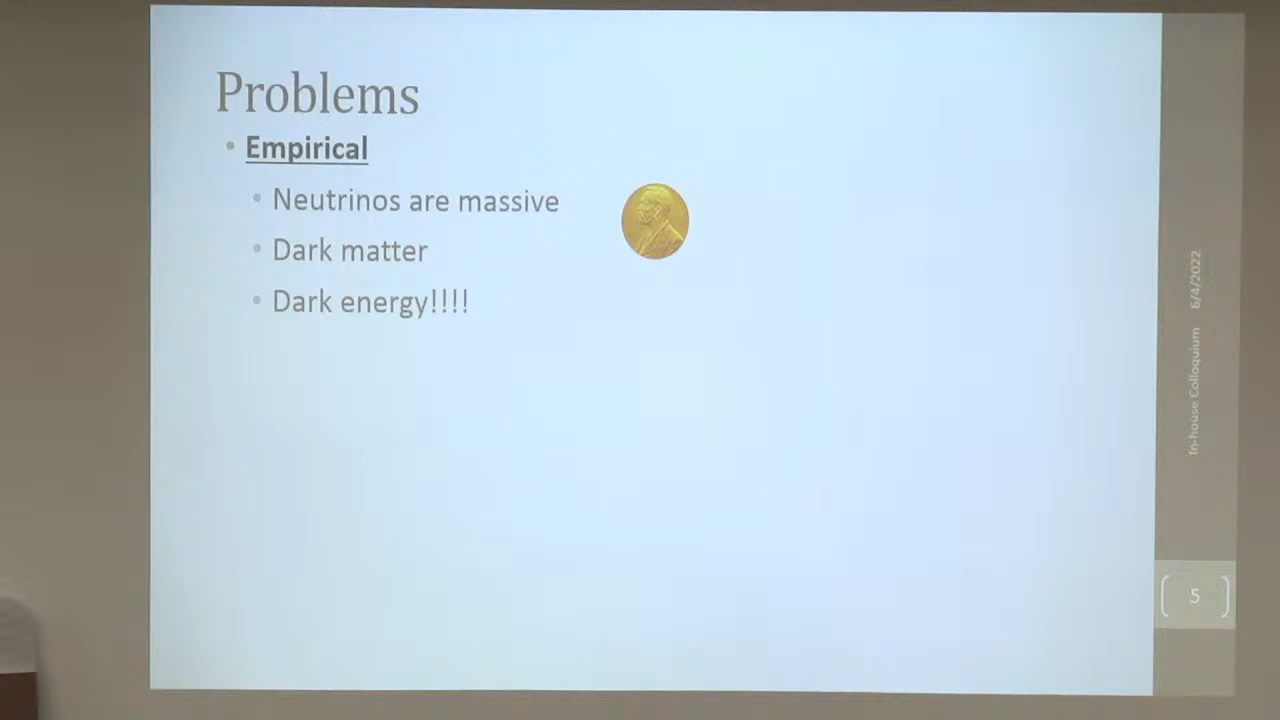 Problems
• Empirical
• Neutrinos are massive
• Dark matter
• Dark energy!!!!
In-house Colloquium 6/4/2022
5